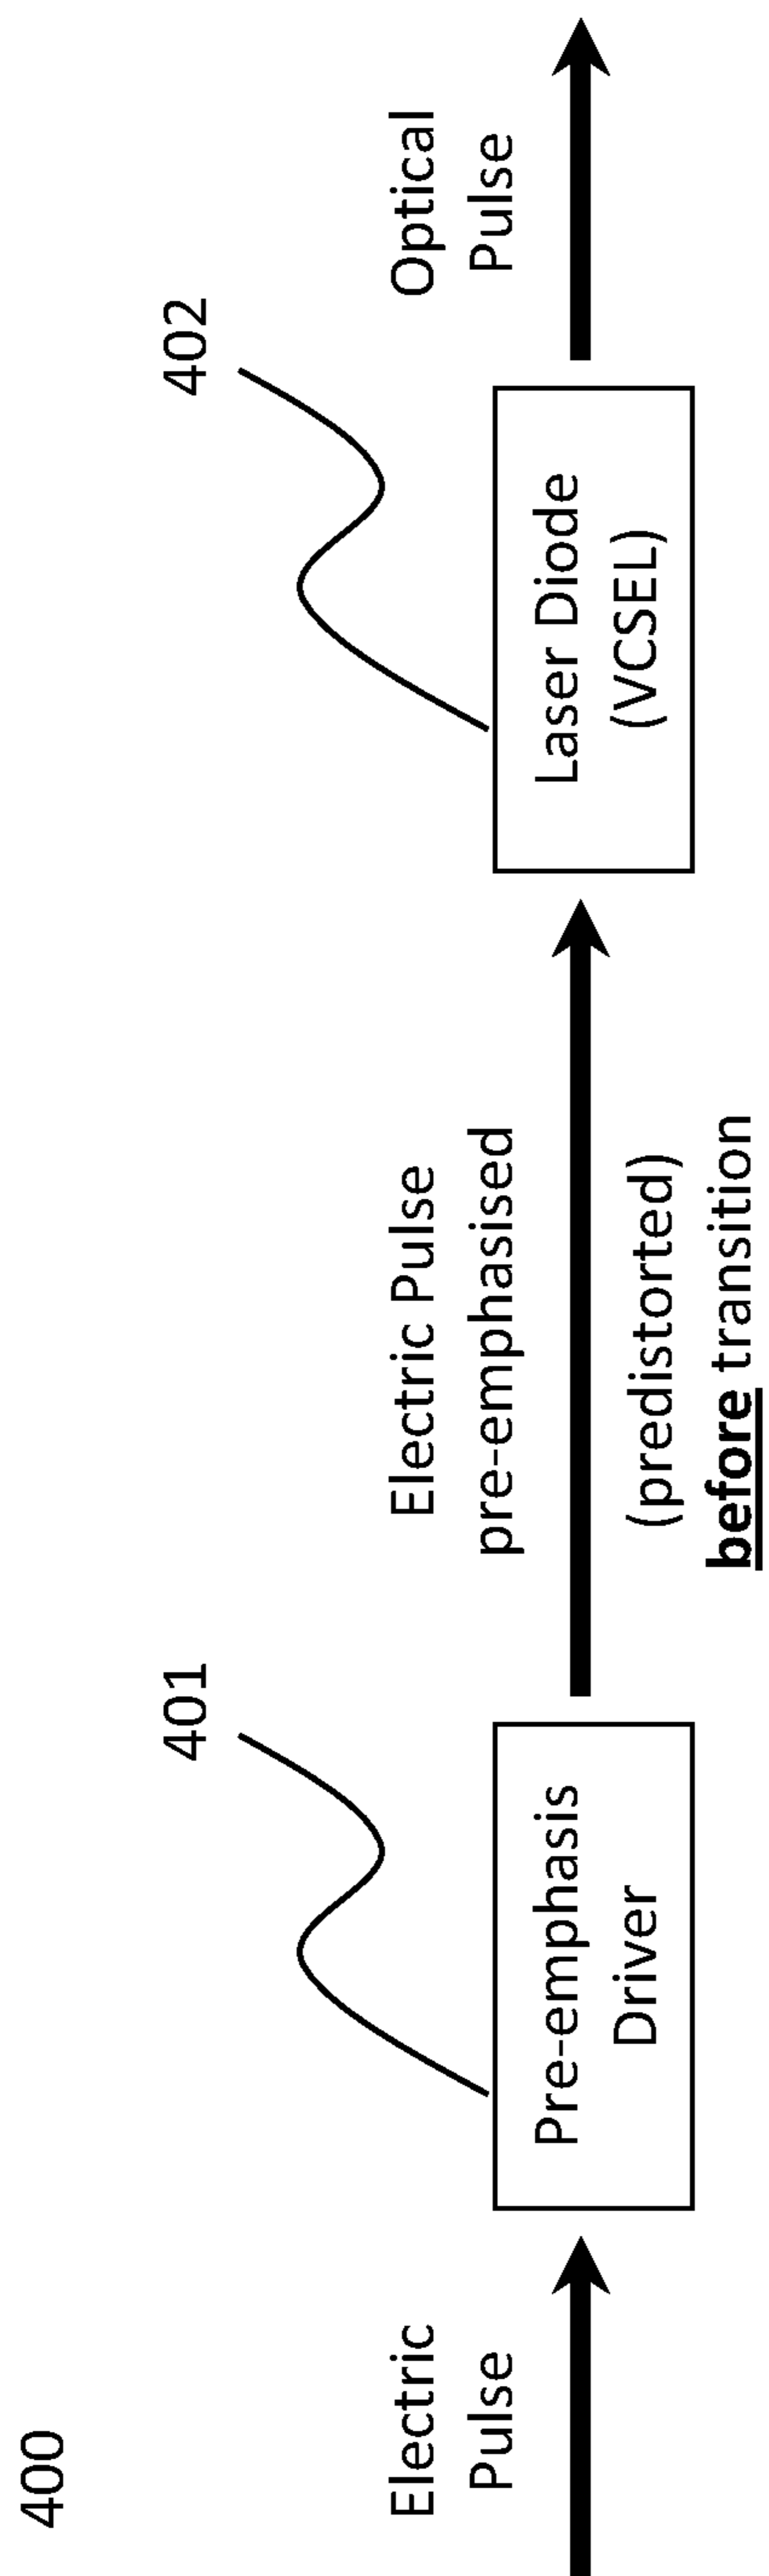 400
401
402
Electric
Pulse
Pre-emphasis
Driver
Electric Pulse
pre-emphasised
(predistorted)
before transition
Laser Diode
(VCSEL)
Optical
Pulse